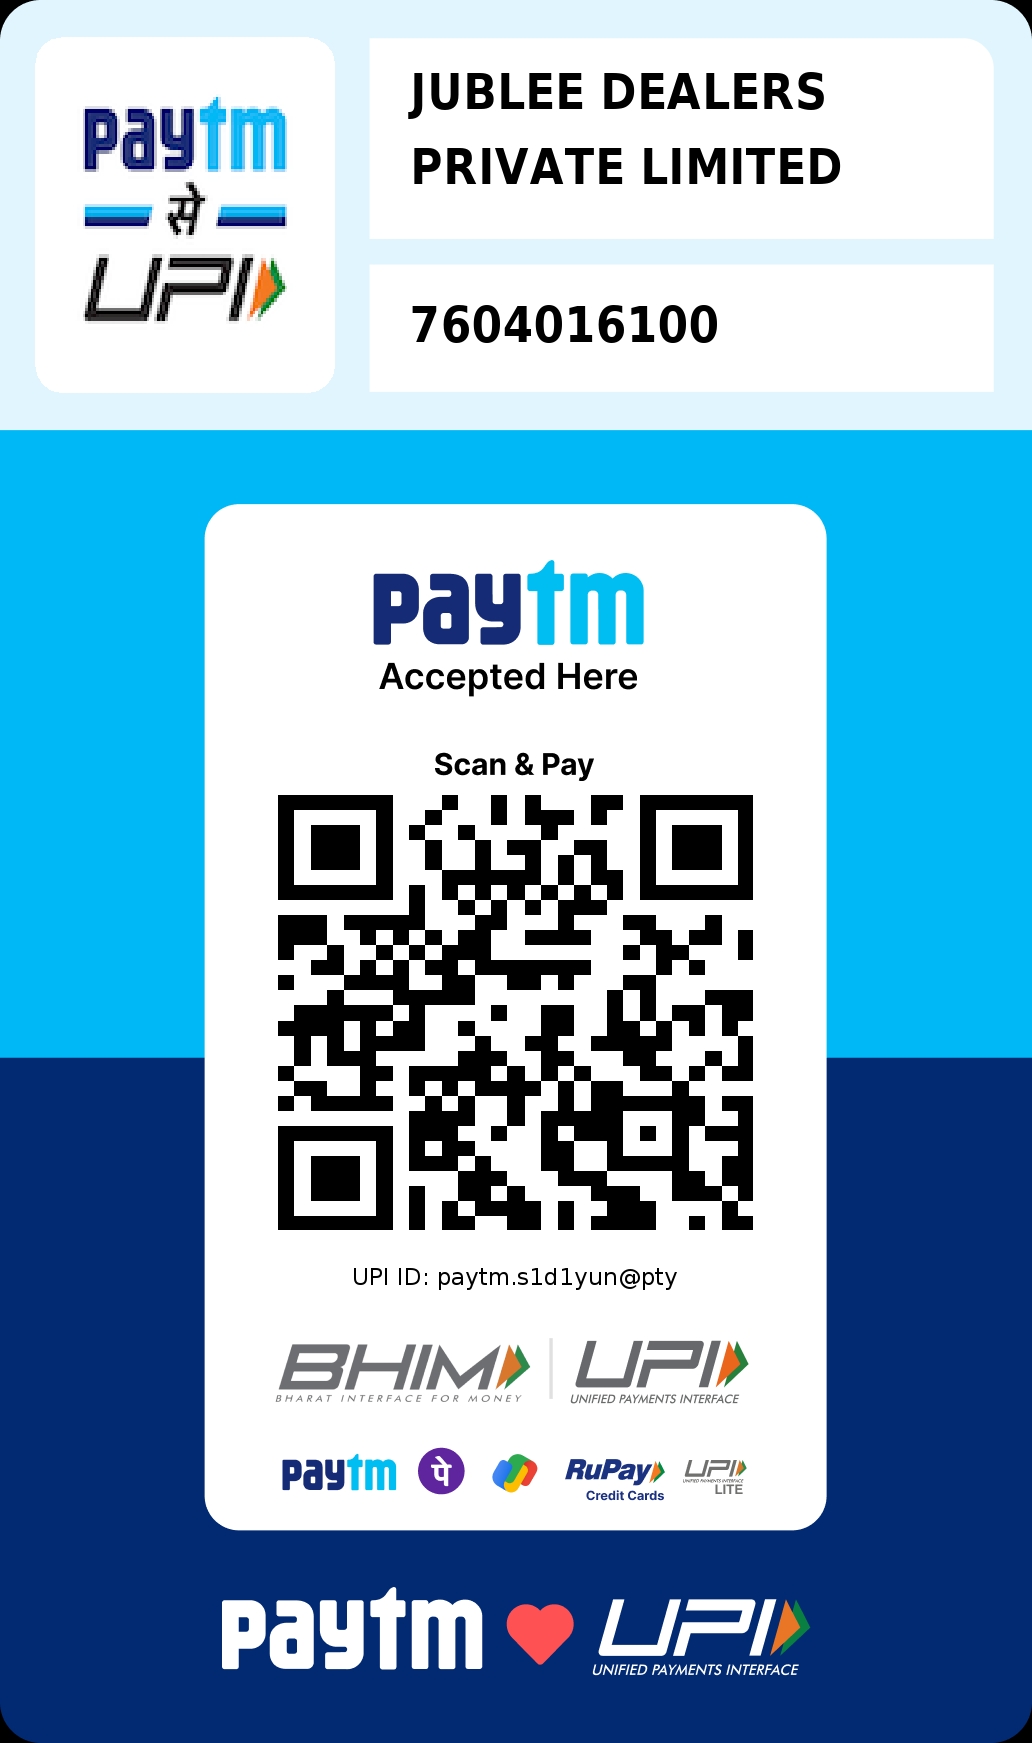 paytm
से
UPI
JUBLEE DEALERS
PRIVATE LIMITED
7604016100
paytm
Accepted Here
Scan & Pay
UPI ID: paytm.s1d1yun@pty
BHIM
BHARAT INTERFACE FOR MONEY
UPI
UNIFIED PAYMENTS INTERFACE
paytm
पे
RuPay
Credit Cards
UPI
UNIFIED PAYMENTS INTERFACE
LITE
paytm
UPI
UNIFIED PAYMENTS INTERFACE